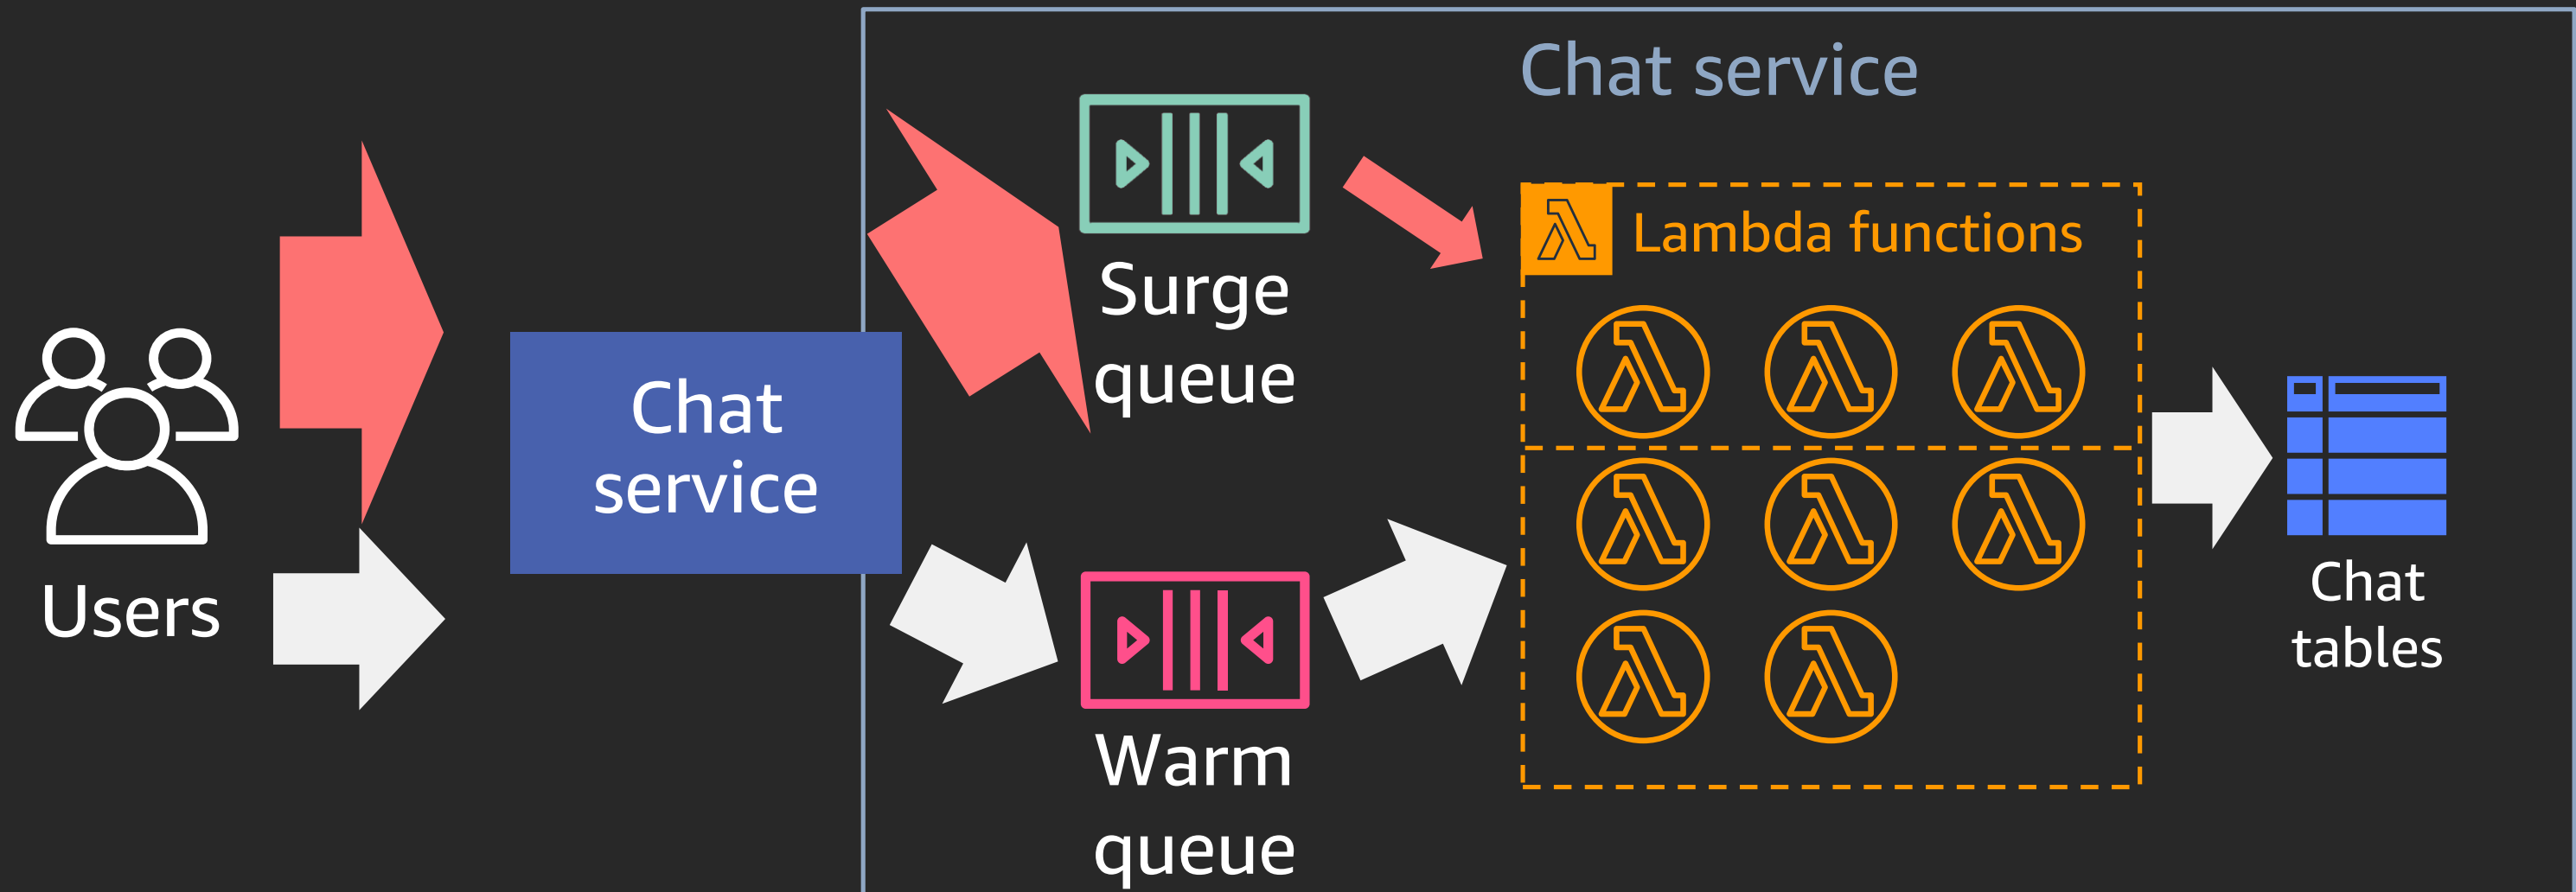 Chat service
Lambda functions
Surge
queue
Chat
service
Users
Warm
queue
Chat
tables